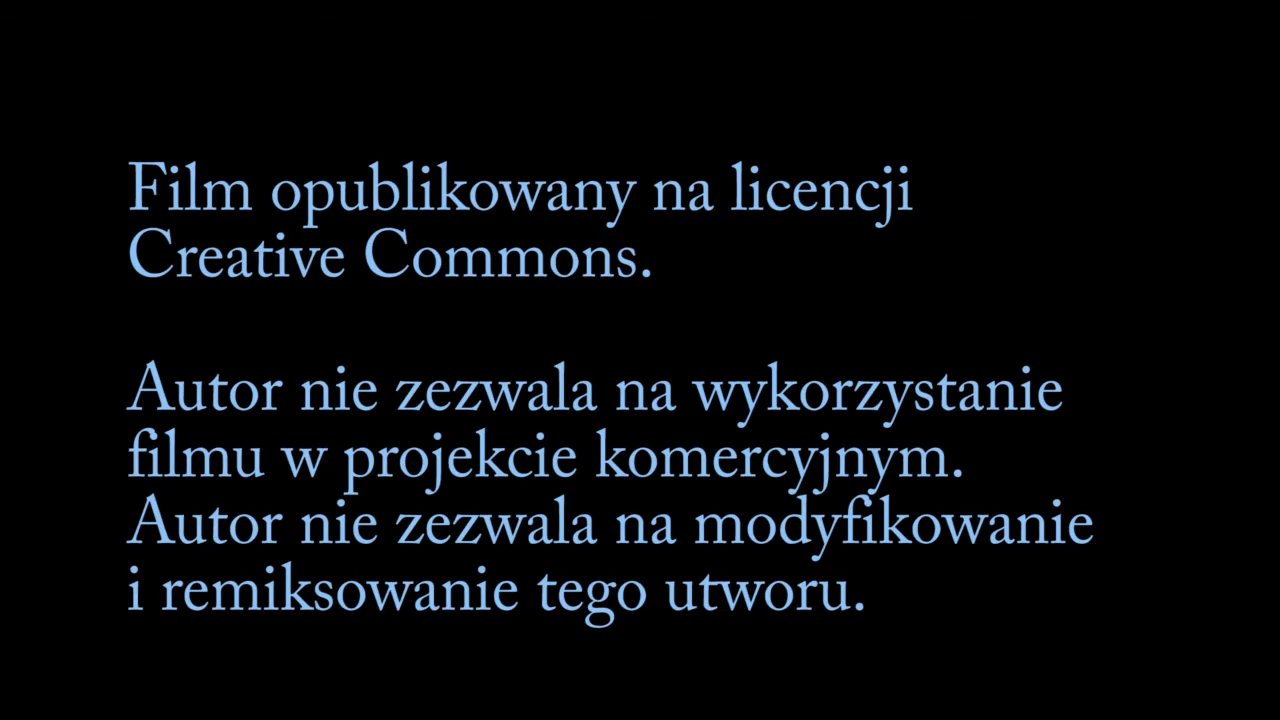 Film opublikowany na licencji
Creative Commons.
Autor nie zezwala na wykorzystanie
filmu w projekcie komercyjnym.
Autor nie zezwala na modyfikowanie
i remiksowanie tego utworu.